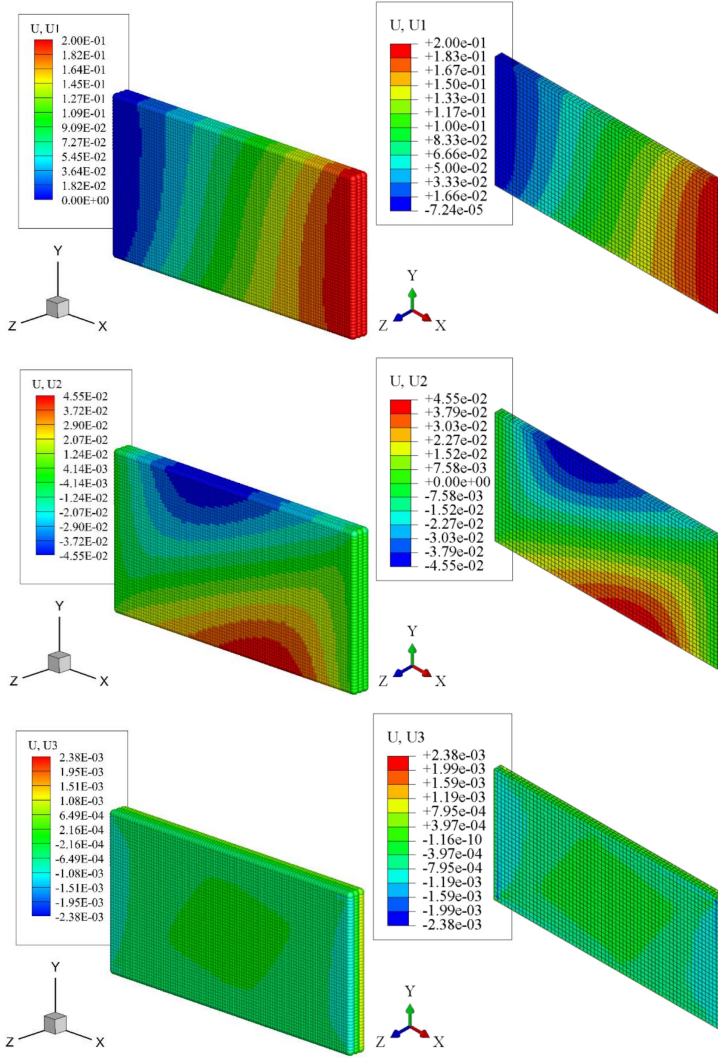 U, U1
2.00E-01
1.82E-01
1.64E-01
1.45E-01
1.27E-01
1.09E-01
9.09E-02
7.27E-02
5.45E-02
3.64E-02
1.82E-02
0.00E+00
Y
Z
X
U, U1
+2.00e-01
+1.83e-01
+1.67e-01
+1.50e-01
+1.33e-01
+1.17e-01
+1.00e-01
+8.33e-02
+6.66e-02
+5.00e-02
+3.33e-02
+1.66e-02
-7.24e-05
Y
Z
X
U, U2
4.55E-02
3.72E-02
2.90E-02
2.07E-02
1.24E-02
4.14E-03
-4.14E-03
-1.24E-02
-2.07E-02
-2.90E-02
-3.72E-02
-4.55E-02
Y
Z
X
U, U2
+4.55e-02
+3.79e-02
+3.03e-02
+2.27e-02
+1.52e-02
+7.58e-03
+0.00e+00
-7.58e-03
-1.52e-02
-2.27e-02
-3.03e-02
-3.79e-02
-4.55e-02
Y
Z
X
U, U3
2.38E-03
1.95E-03
1.51E-03
1.08E-03
6.49E-04
2.16E-04
-2.16E-04
-6.49E-04
-1.08E-03
-1.51E-03
-1.95E-03
-2.38E-03
Y
Z
X
U, U3
+2.38e-03
+1.99e-03
+1.59e-03
+1.19e-03
+7.95e-04
+3.97e-04
-1.16e-10
-3.97e-04
-7.95e-04
-1.19e-03
-1.59e-03
-1.99e-03
-2.38e-03
Y
Z
X